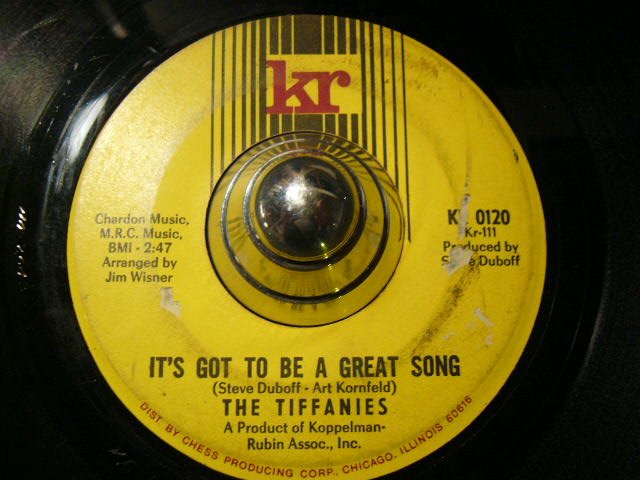 kr
Chardon Music,
M.R.C. Music,
BMI · 2:47
Arranged by
Jim Wisner
0120
Kr-111
Produced by
Duboff
IT'S GOT TO BE A GREAT SONG
(Steve Duboff - Art Kornfeld)
THE TIFFANIES
A Product of Koppelman-
Rubin Assoc., Inc.
DIST. BY CHESS PRODUCING CORP., CHICAGO, ILLINOIS 60616